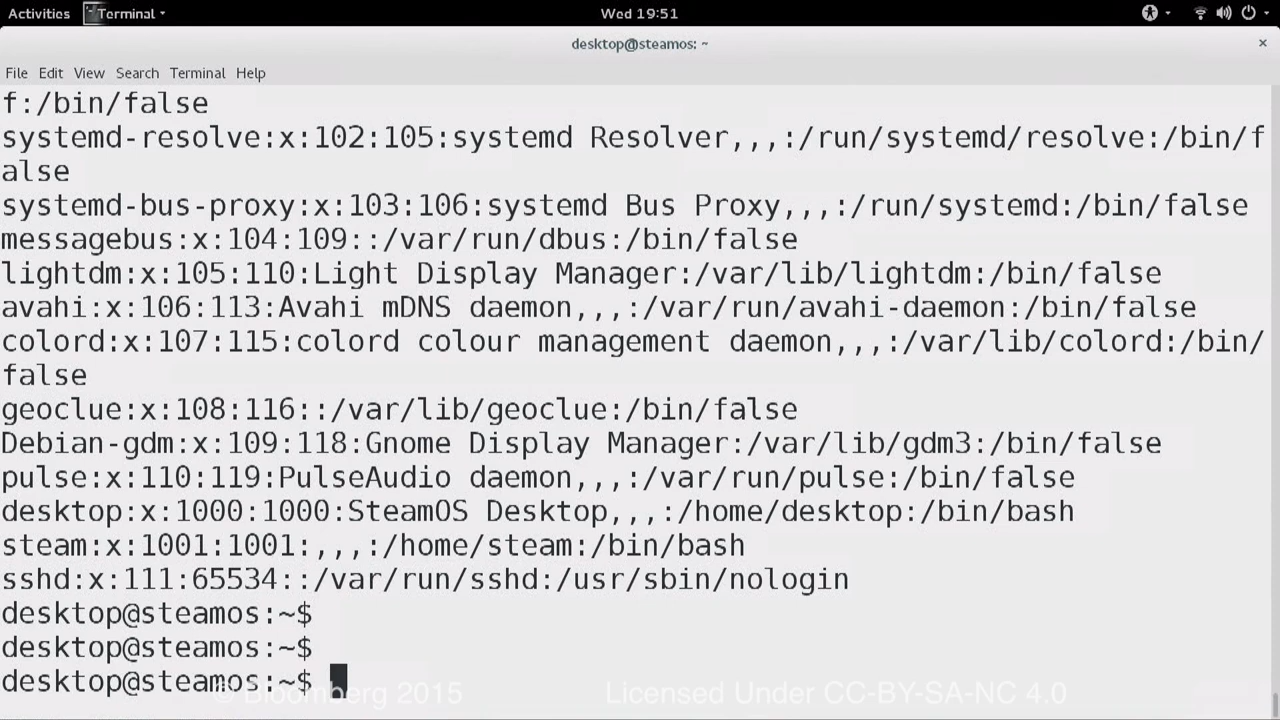 Activities Terminal Wed 19:51
desktop@steamos: ~ ×
File Edit View Search Terminal Help
f:/bin/false
systemd-resolve:x:102:105:systemd Resolver,,,:/run/systemd/resolve:/bin/f
alse
systemd-bus-proxy:x:103:106:systemd Bus Proxy,,,:/run/systemd:/bin/false
messagebus:x:104:109::/var/run/dbus:/bin/false
lightdm:x:105:110:Light Display Manager:/var/lib/lightdm:/bin/false
avahi:x:106:113:Avahi mDNS daemon,,,:/var/run/avahi-daemon:/bin/false
colord:x:107:115:colord colour management daemon,,,:/var/lib/colord:/bin/
false
geoclue:x:108:116::/var/lib/geoclue:/bin/false
Debian-gdm:x:109:118:Gnome Display Manager:/var/lib/gdm3:/bin/false
pulse:x:110:119:PulseAudio daemon,,,:/var/run/pulse:/bin/false
desktop:x:1000:1000:SteamOS Desktop,,,:/home/desktop:/bin/bash
steam:x:1001:1001:,,,:/home/steam:/bin/bash
sshd:x:111:65534::/var/run/sshd:/usr/sbin/nologin
desktop@steamos:~$
desktop@steamos:~$
desktop@steamos:~$
© Bloomberg 2015 Licensed Under CC-BY-SA-NC 4.0